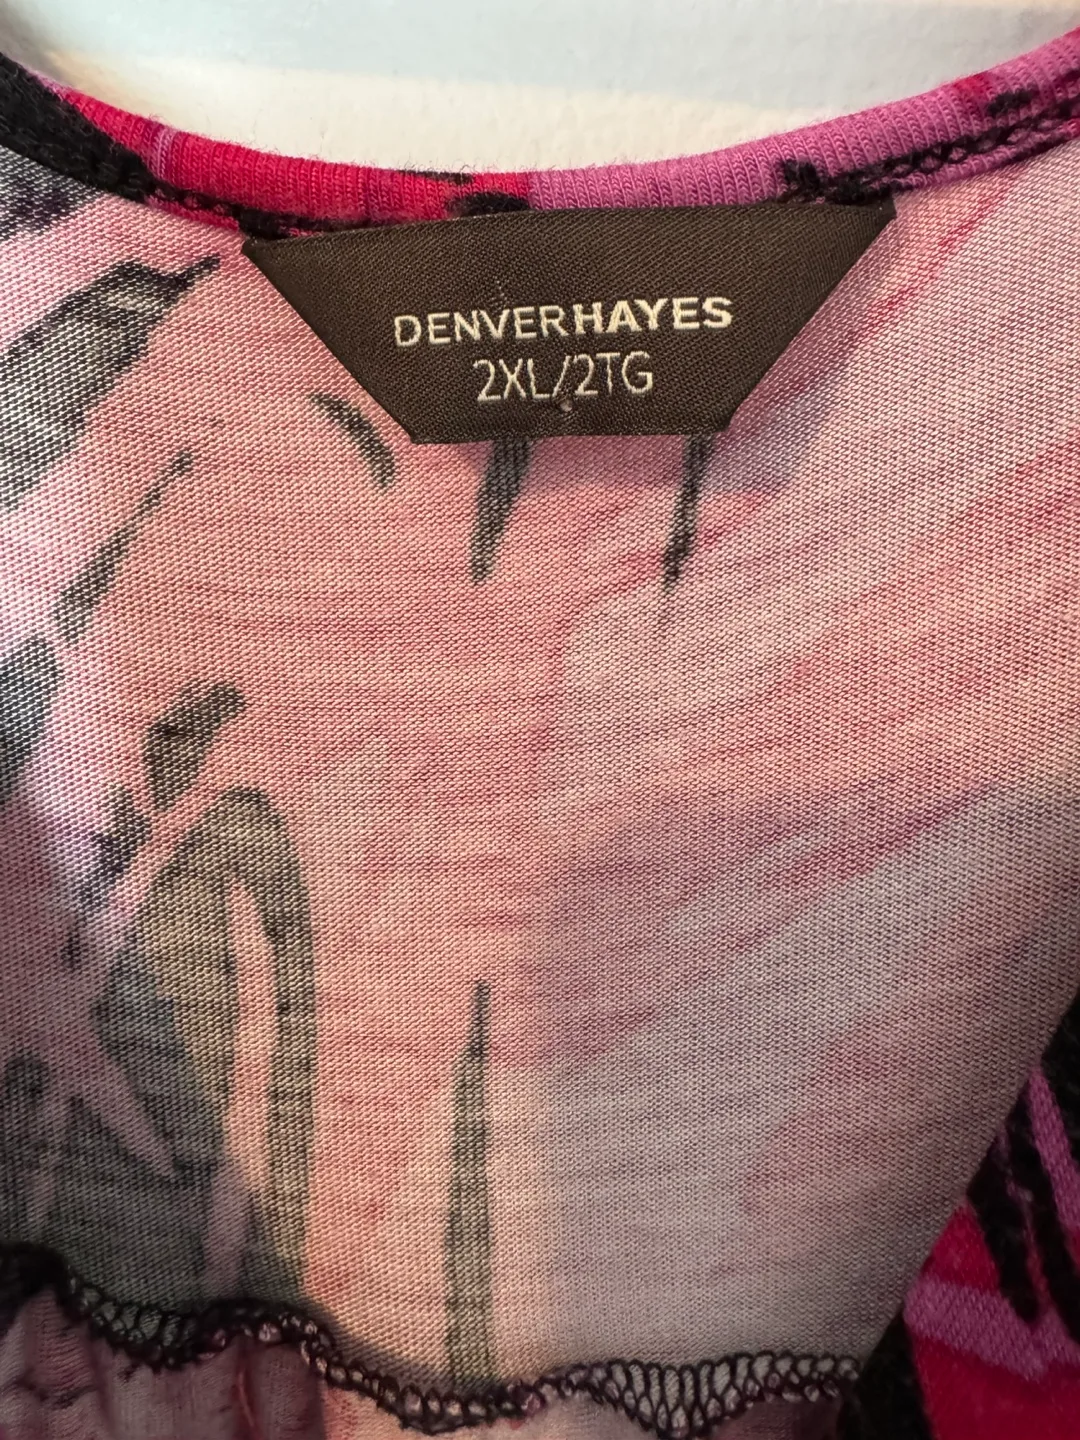 DENVERHAYES
2XL/2TG